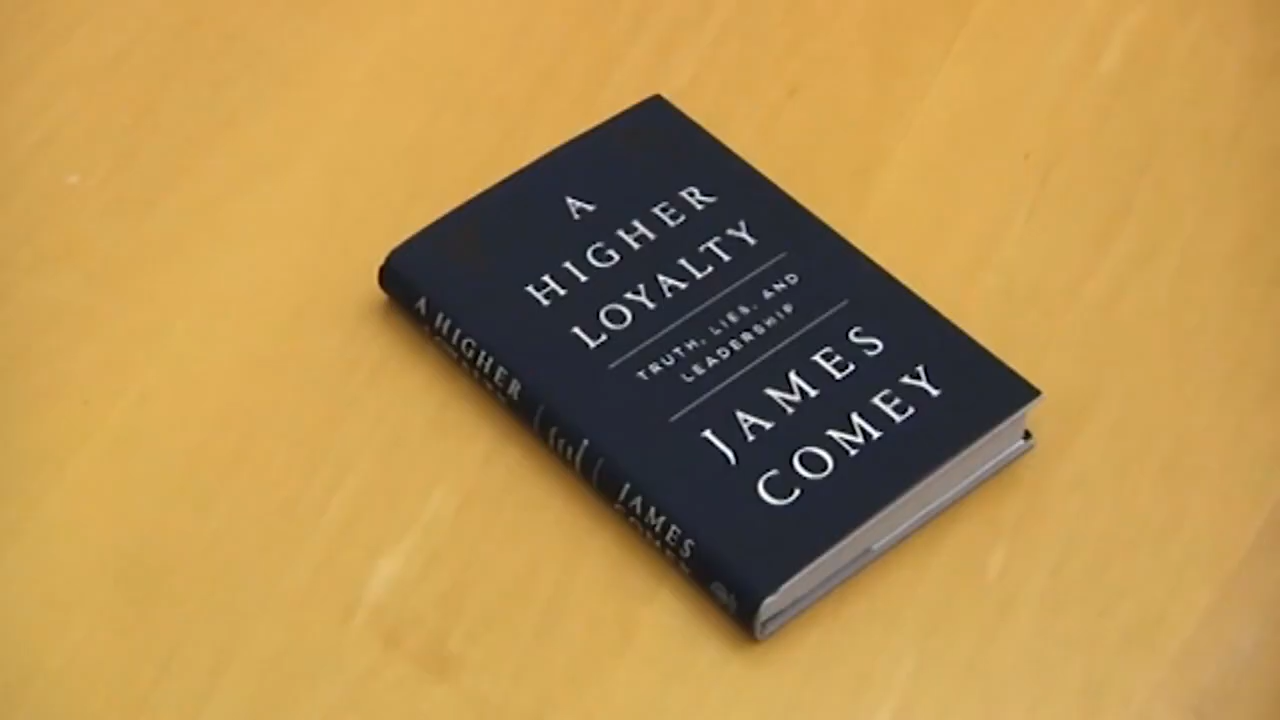 A
HIGHER
LOYALTY
TRUTH, LIES, AND
LEADERSHIP
JAMES
COMEY
A HIGHER
JAMES